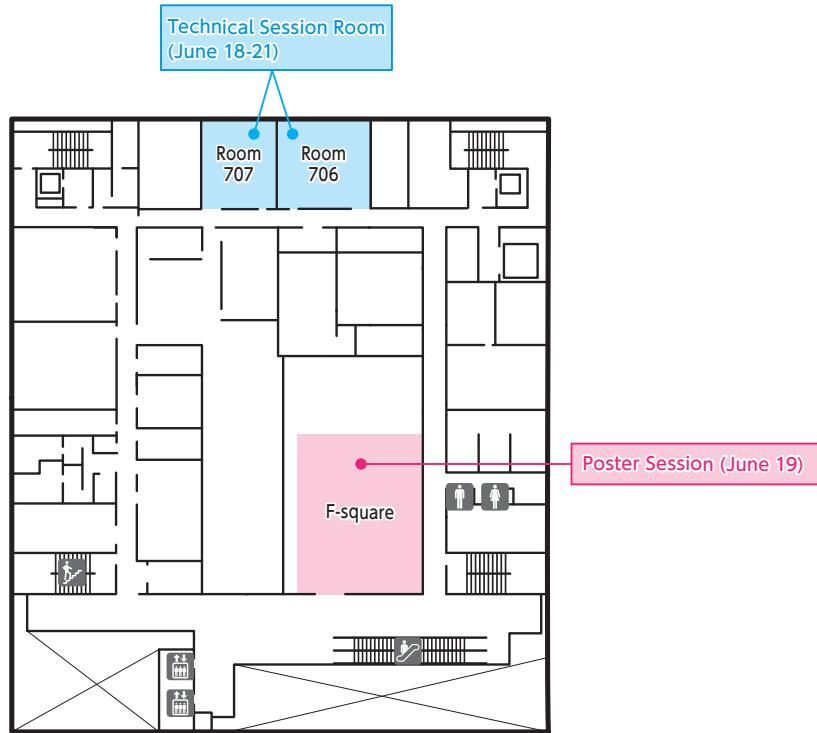 Technical Session Room
(June 18-21)
Room
707
Room
706
Poster Session (June 19)
F-square